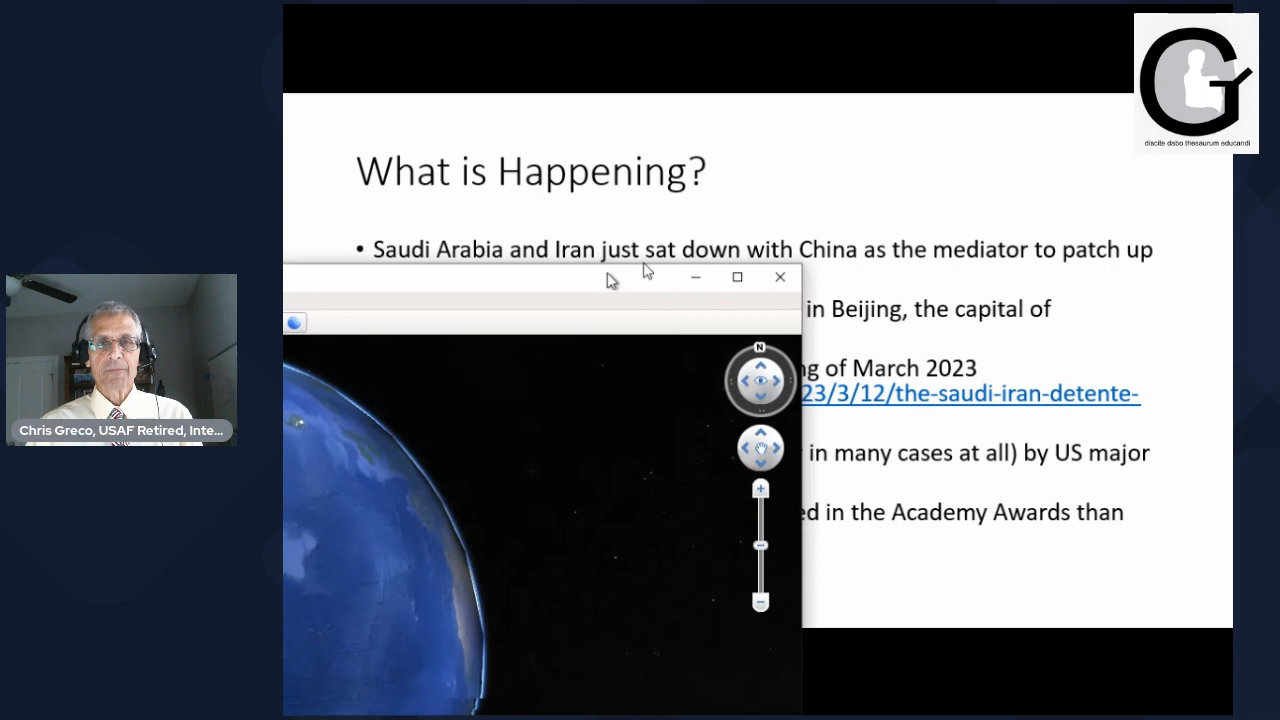 discite dabo thesaurum educandi
What is Happening?
• Saudi Arabia and Iran just sat down with China as the mediator to patch up
in Beijing, the capital of
ng of March 2023
23/3/12/the-saudi-iran-detente-
in many cases at all) by US major
ed in the Academy Awards than
N
Chris Greco, USAF Retired, Inte...